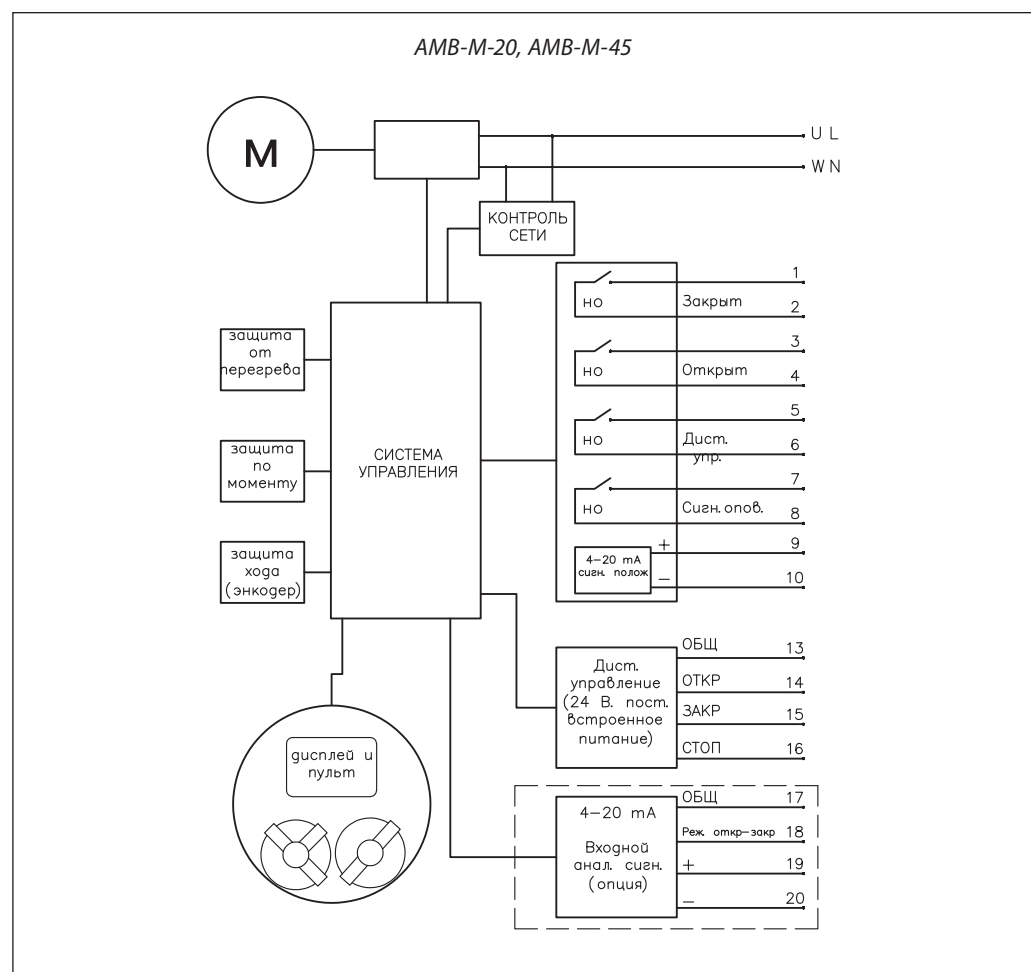 AMB-M-20, AMB-M-45
M
U L
W N
КОНТРОЛЬ
СЕТИ
защита
от
перегрева
защита
по
моменту
защита
хода
(энкодер)
СИСТЕМА
УПРАВЛЕНИЯ
НО
Закрыт
1
2
НО
Открыт
3
4
НО
Дист.
упр.
5
6
НО
Сигн. опов.
7
8
4–20 mA
сигн. полож
+
9
–
10
Дист.
управление
(24 В. пост.
встроенное
питание)
ОБЩ 13
ОТКР 14
ЗАКР 15
СТОП 16
дисплей и
пульт
4–20 mA
Входной
анал. сигн.
(опция)
ОБЩ 17
Реж. откр–закр 18
+ 19
– 20